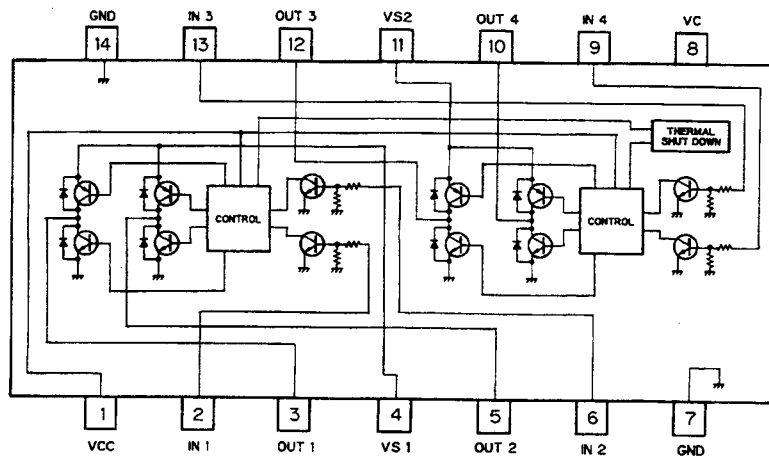 GND IN 3 OUT 3 VS2 OUT 4 IN 4 VC
14 13 12 11 10 9 8
THERMAL
SHUT DOWN
CONTROL CONTROL
1 2 3 4 5 6 7
VCC IN 1 OUT 1 VS 1 OUT 2 IN 2 GND